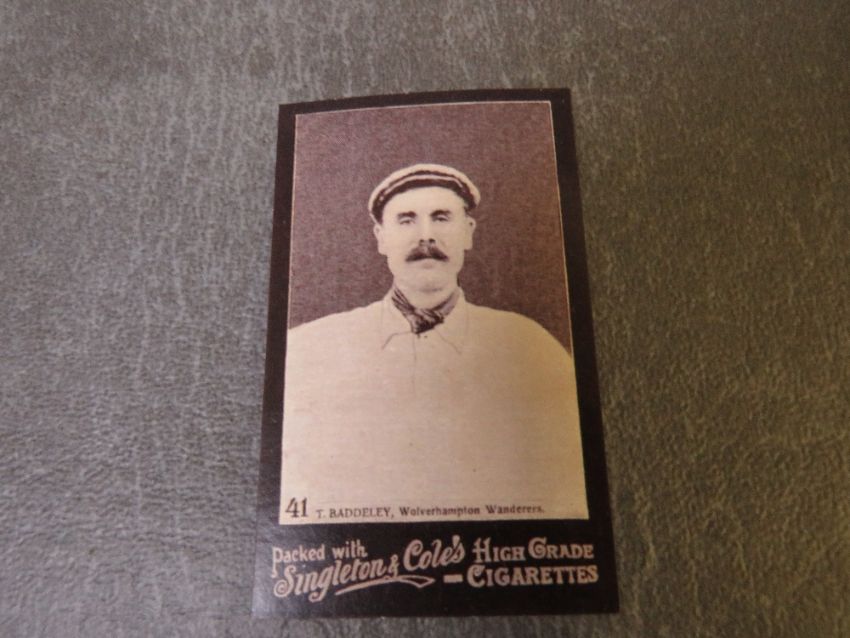 41 T. BADDELEY, Wolverhampton Wanderers.
Packed with HIGH GRADE
Singleton & Cole's CIGARETTES